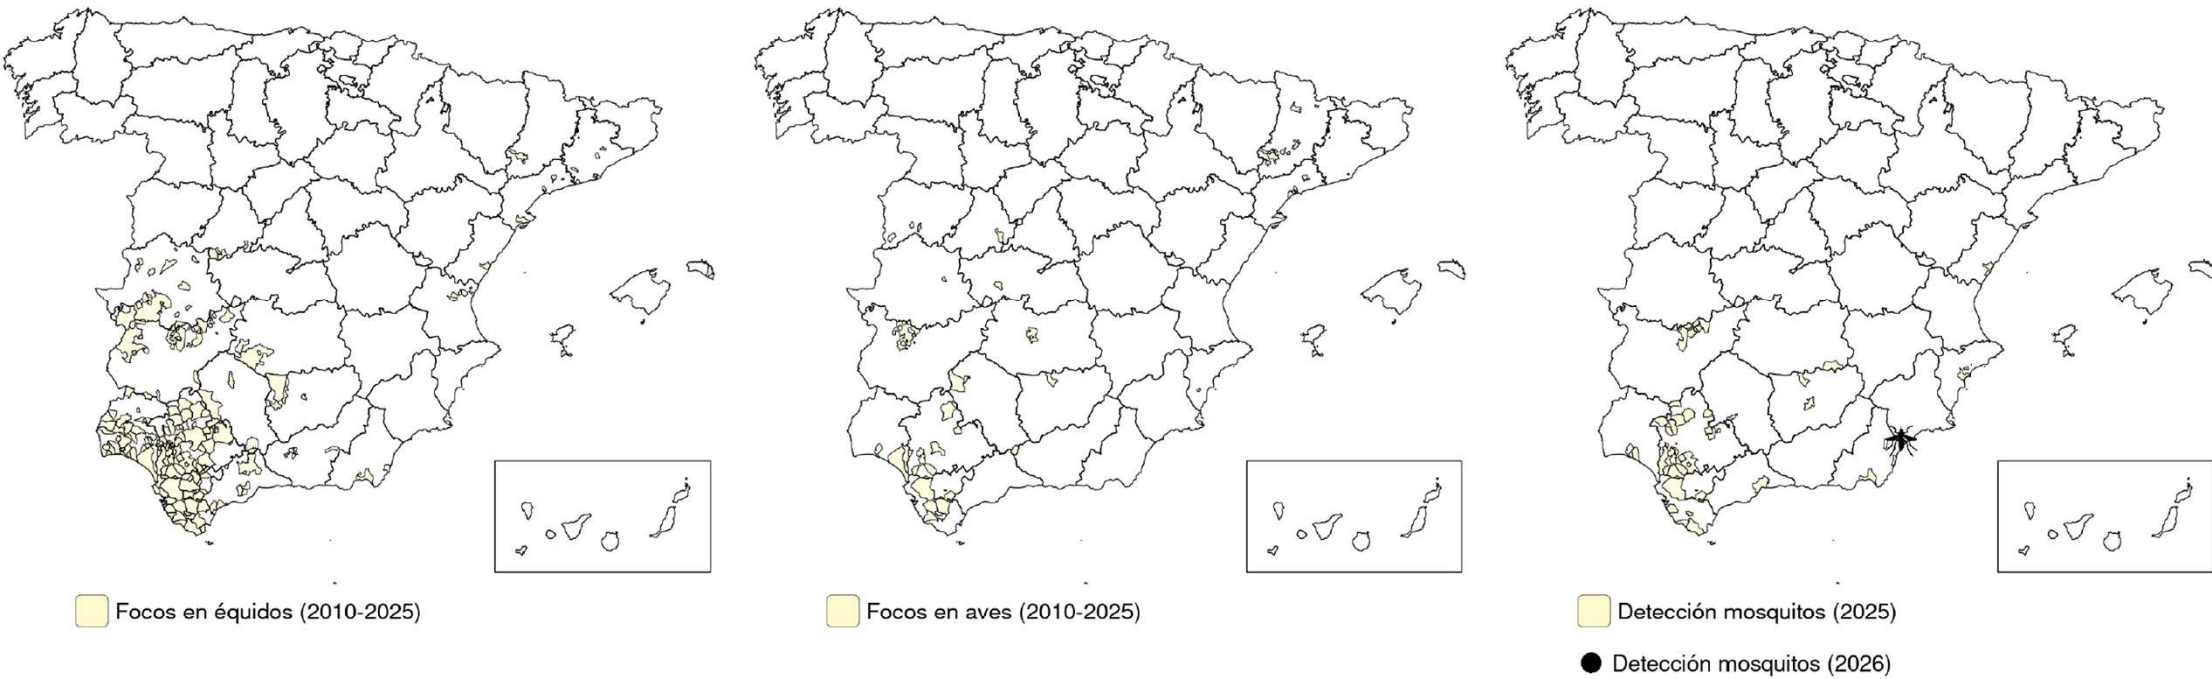 Focos en équidos (2010-2025)
Focos en aves (2010-2025)
Detección mosquitos (2025)
Detección mosquitos (2026)